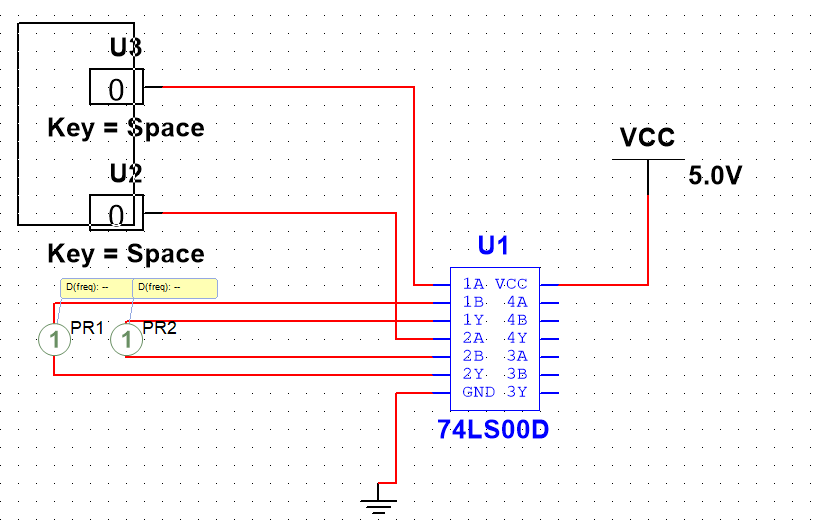 U3
0
Key = Space
U2
0
Key = Space
D(freq): -- D(freq): --
1 PR1 1 PR2
VCC
5.0V
U1
1A VCC
1B 4A
1Y 4B
2A 4Y
2B 3A
2Y 3B
GND 3Y
74LS00D